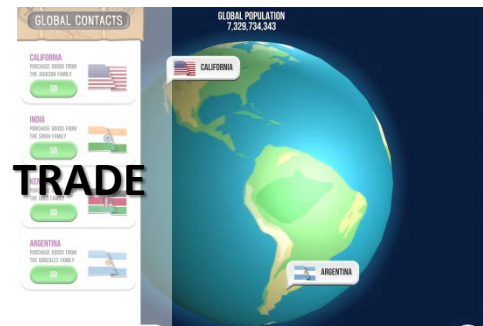 GLOBAL CONTACTS
GLOBAL POPULATION
7,329,734,343
CALIFORNIA
PURCHASE GOODS FROM
THE JACKSON FAMILY
GO
CALIFORNIA
INDIA
PURCHASE GOODS FROM
THE SINGH FAMILY
GO
TRADE
ARGENTINA
PURCHASE GOODS FROM
THE GONZALEZ FAMILY
GO
ARGENTINA